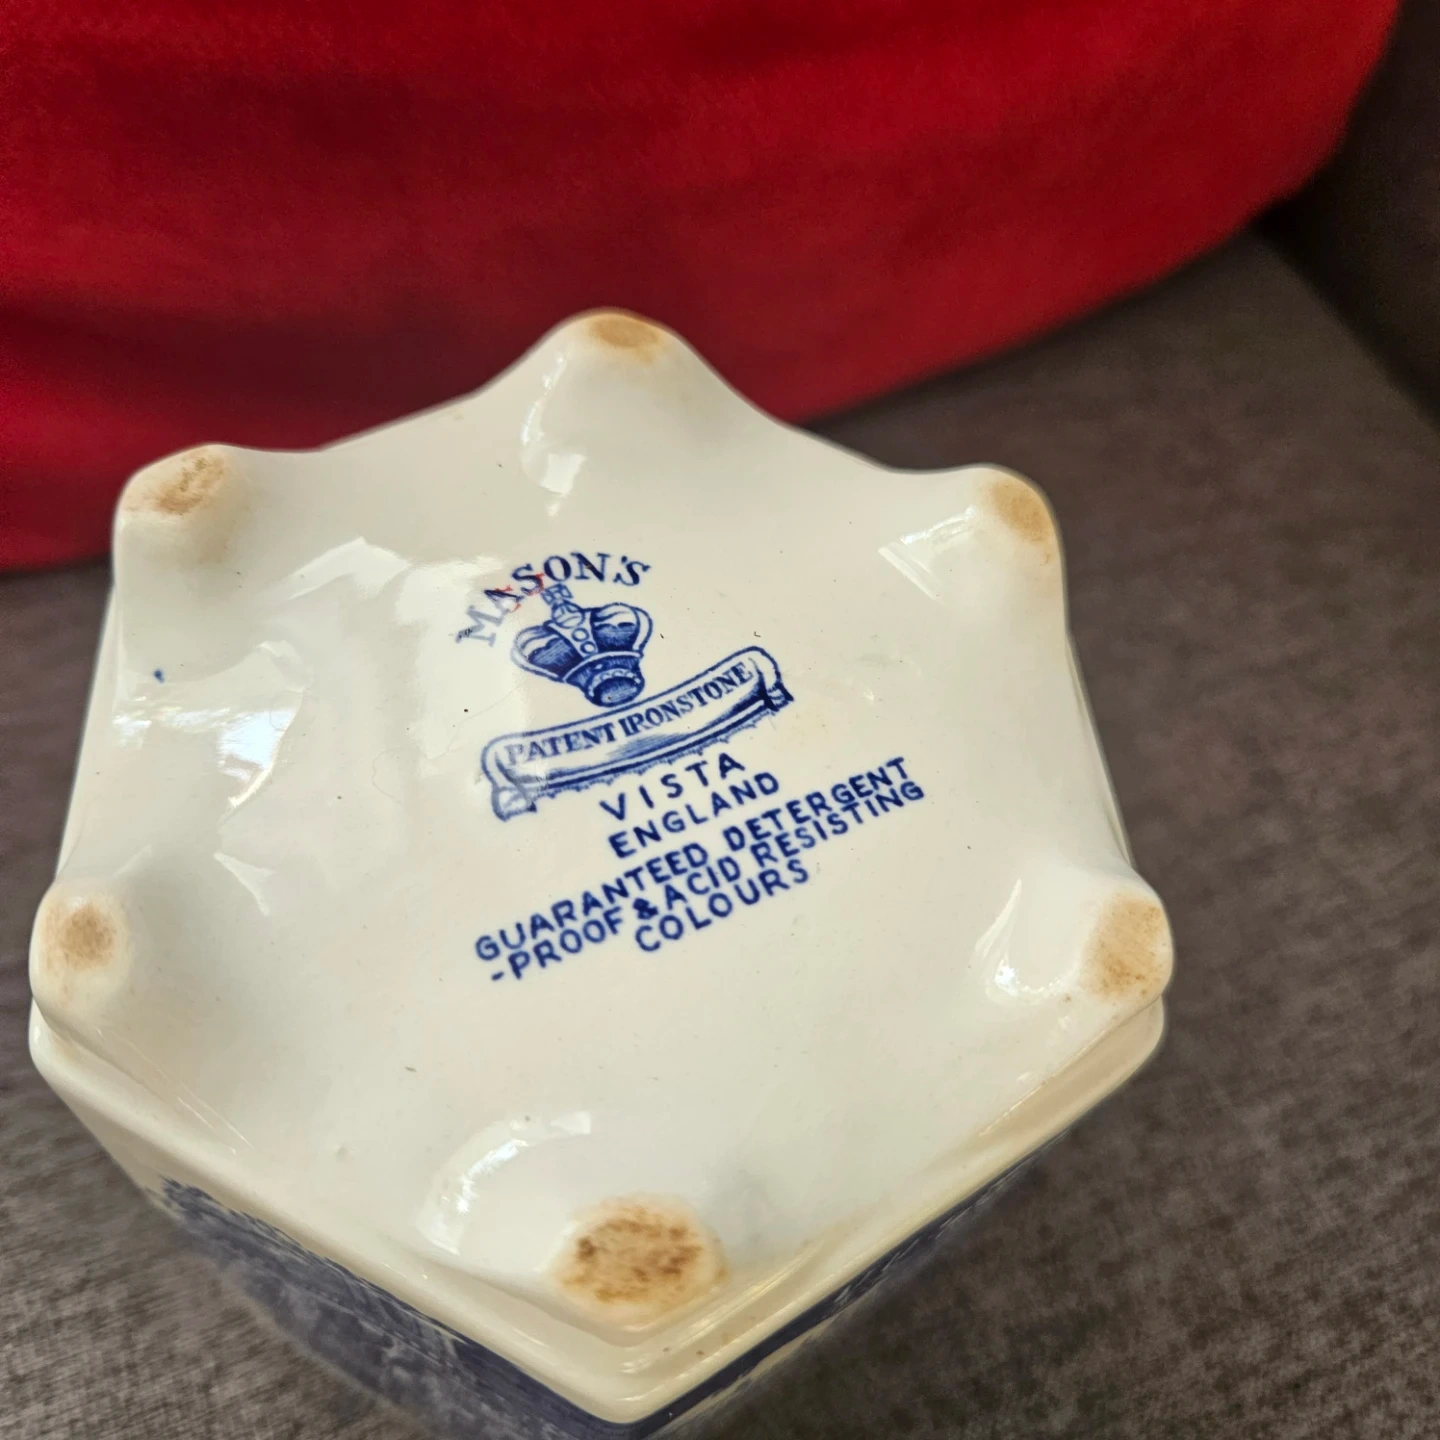 MASON'S
PATENT IRONSTONE
VISTA
ENGLAND
GUARANTEED DETERGENT
-PROOF & ACID RESISTING
COLOURS